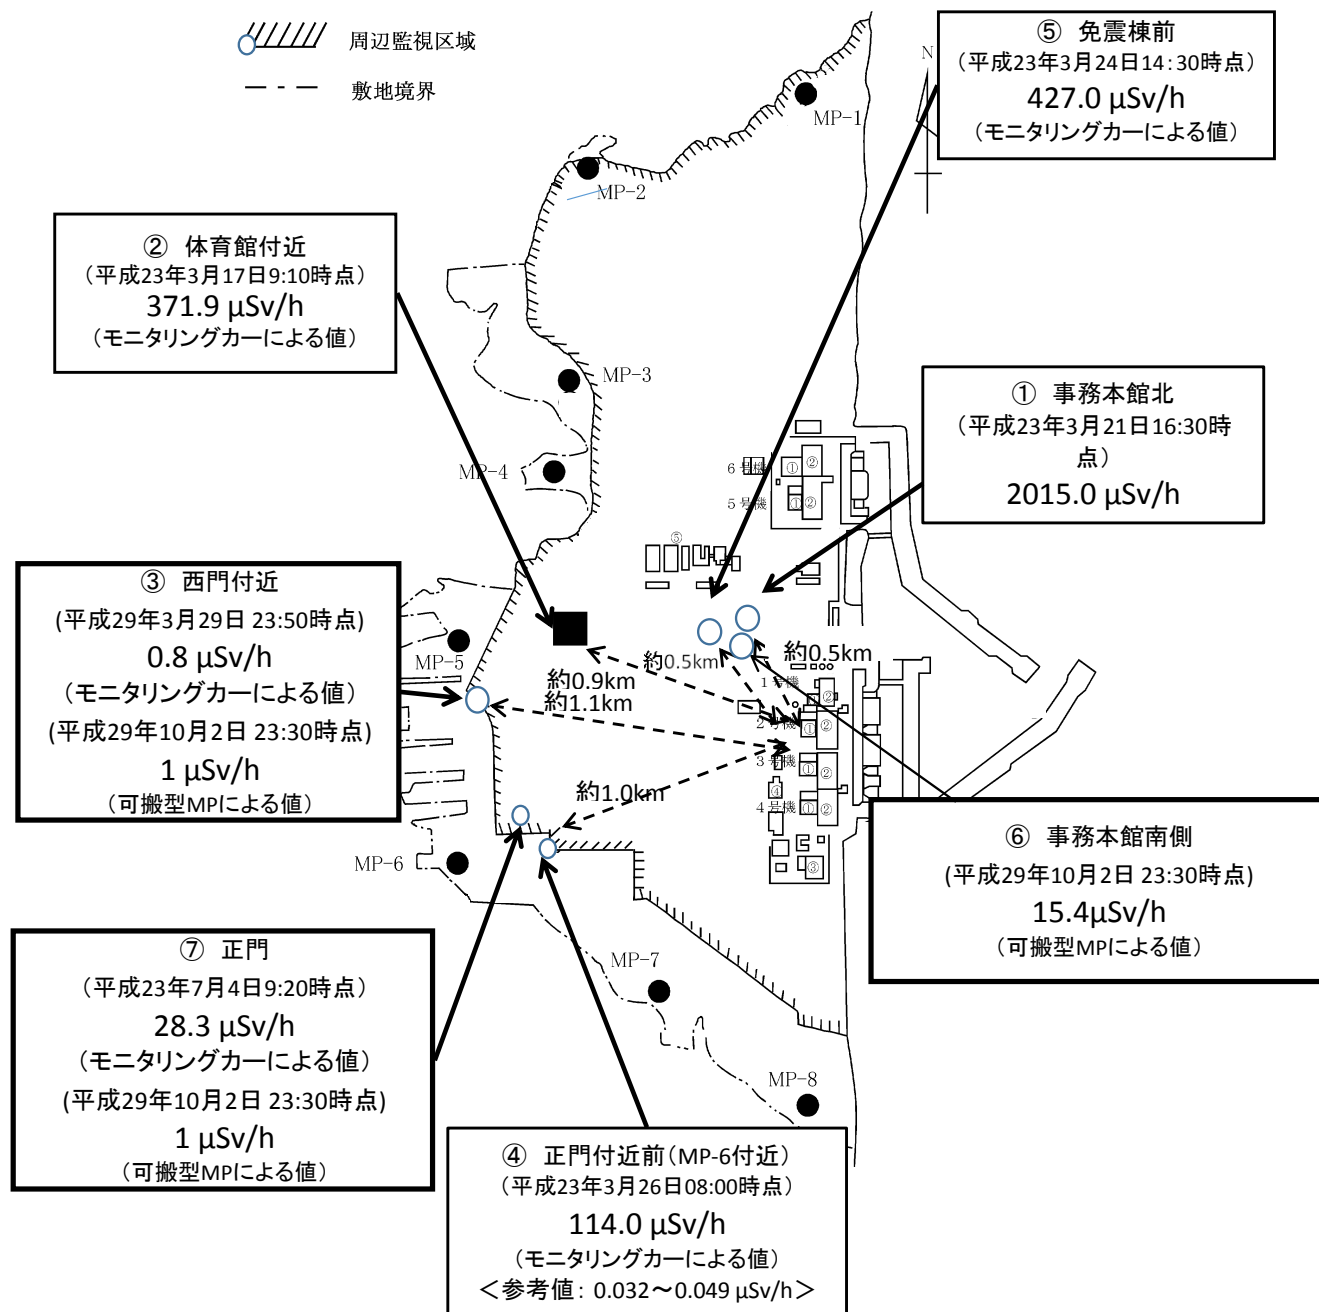 周辺監視区域
敷地境界
⑤ 免震棟前
(平成23年3月24日14:30時点)
427.0 μSv/h
(モニタリングカーによる値)
N
MP-1
MP-2
② 体育館付近
(平成23年3月17日9:10時点)
371.9 μSv/h
(モニタリングカーによる値)
MP-3
① 事務本館北
(平成23年3月21日16:30時
点)
2015.0 μSv/h
MP-4
6号機
① ②
5号機
① ②
⑤
③ 西門付近
(平成29年3月29日 23:50時点)
0.8 μSv/h
(モニタリングカーによる値)
(平成29年10月2日 23:30時点)
1 μSv/h
(可搬型MPによる値)
MP-5
約0.5km
約0.5km
約0.9km
約1.1km
1号機
②
2号機
① ②
3号機
① ②
約1.0km
④
4号機
① ②
③
MP-6
⑥ 事務本館南側
(平成29年10月2日 23:30時点)
15.4μSv/h
(可搬型MPによる値)
⑦ 正門
(平成23年7月4日9:20時点)
28.3 μSv/h
(モニタリングカーによる値)
(平成29年10月2日 23:30時点)
1 μSv/h
(可搬型MPによる値)
MP-7
MP-8
④ 正門付近前(MP-6付近)
(平成23年3月26日08:00時点)
114.0 μSv/h
(モニタリングカーによる値)
<参考値: 0.032～0.049 μSv/h>